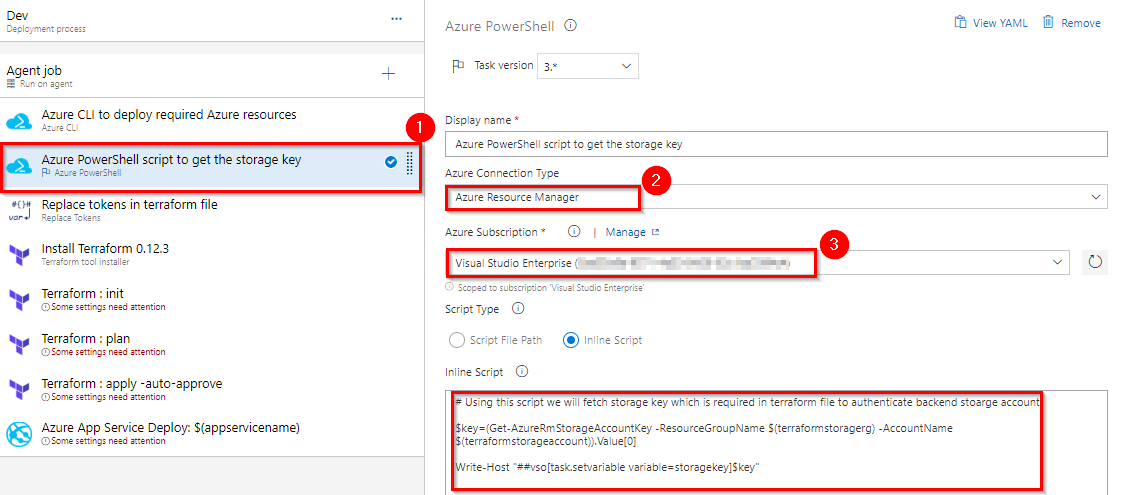 Dev
Deployment process
Agent job
Run on agent
Azure CLI to deploy required Azure resources
Azure CLI
1
Azure PowerShell script to get the storage key
Azure PowerShell
#{}#
var
Replace tokens in terraform file
Replace Tokens
Install Terraform 0.12.3
Terraform tool installer
Terraform : init
Some settings need attention
Terraform : plan
Some settings need attention
Terraform : apply -auto-approve
Some settings need attention
Azure App Service Deploy: $(appservicename)
Azure App Service Deploy
Azure PowerShell
View YAML
Remove
Task version
3.*
Display name *
Azure PowerShell script to get the storage key
Azure Connection Type
2
Azure Resource Manager
Azure Subscription *
| Manage
3
Visual Studio Enterprise (
)
Scoped to subscription 'Visual Studio Enterprise'
Script Type
Script File Path
Inline Script
Inline Script
# Using this script we will fetch storage key which is required in terraform file to authenticate backend stoarge account
$key=(Get-AzureRmStorageAccountKey -ResourceGroupName $(terraformstoragerg) -AccountName
$(terraformstorageaccount)).Value[0]
Write-Host "##vso[task.setvariable variable=storagekey]$key"